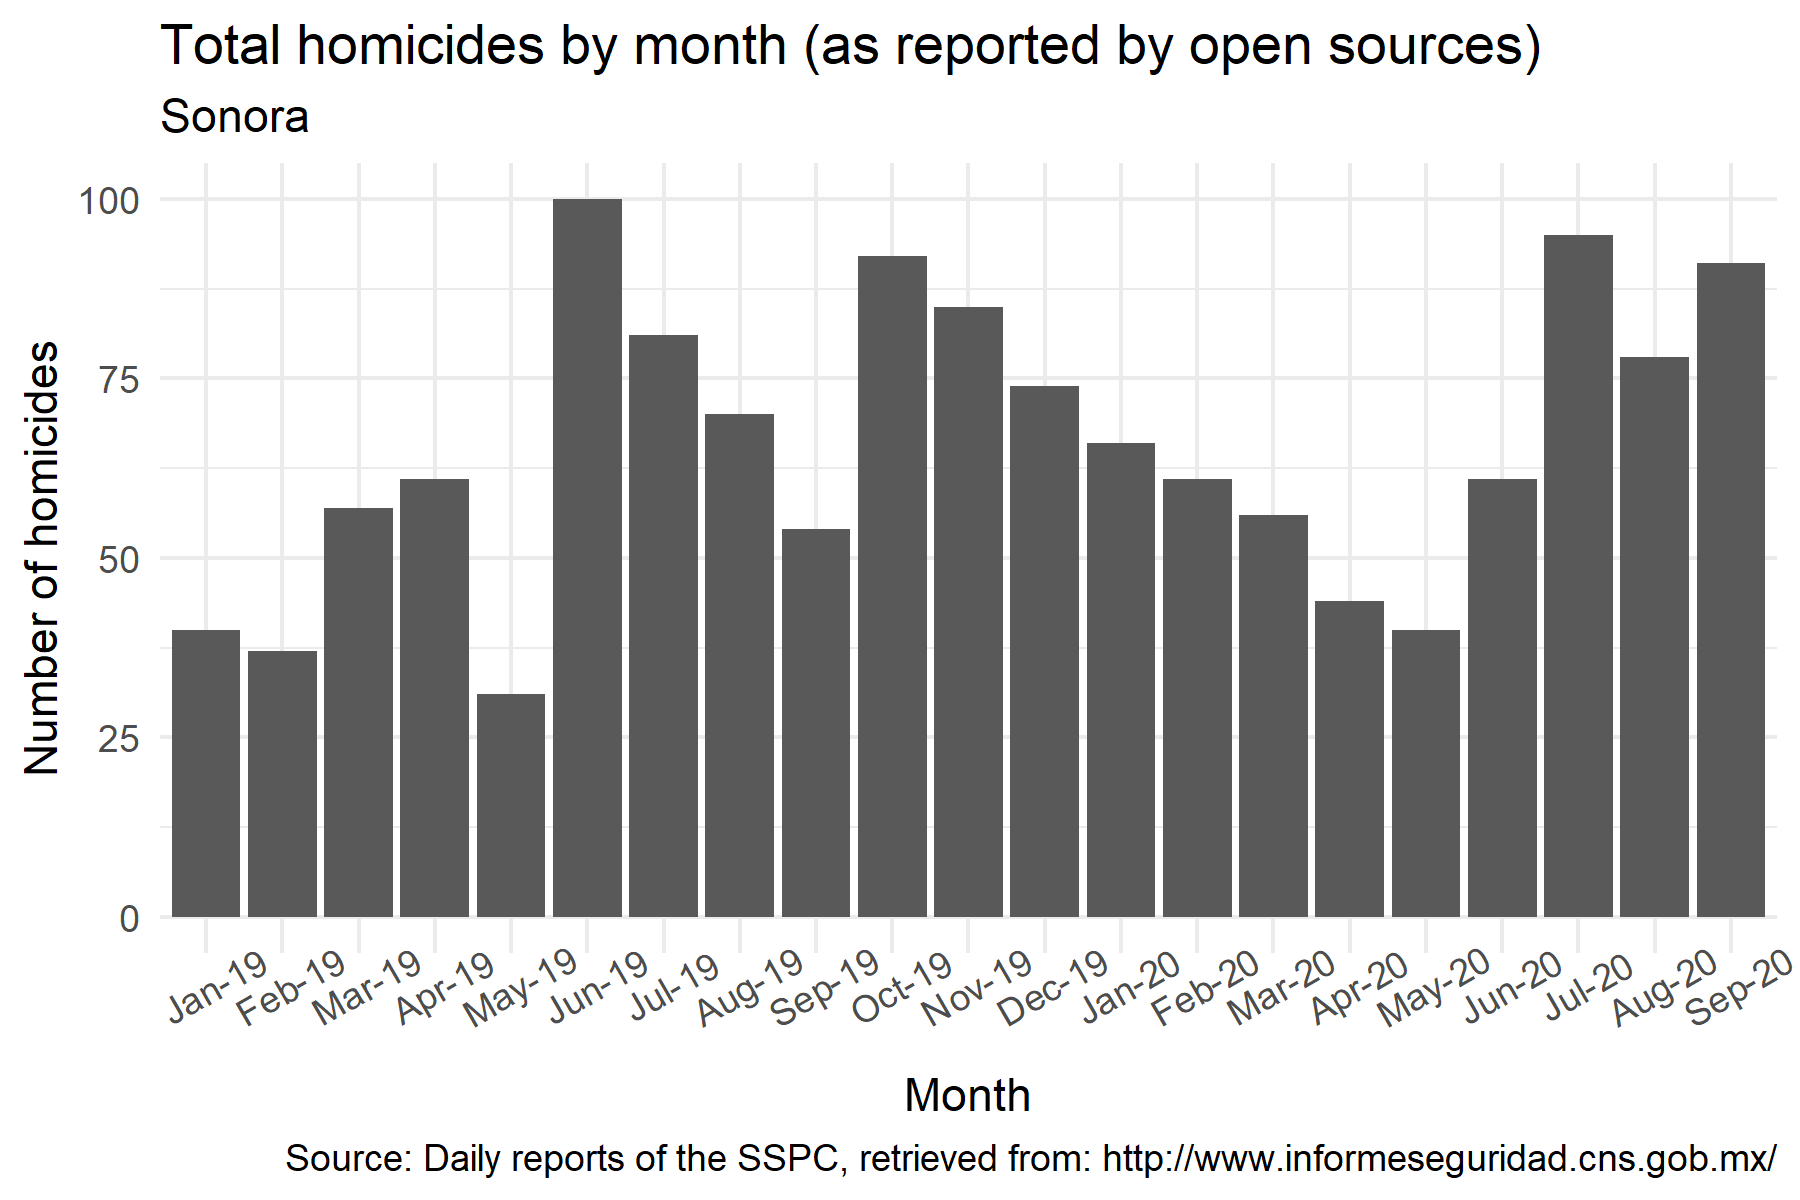 Total homicides by month (as reported by open sources)
Sonora
Number of homicides
100
75
50
25
0
Jan-19
Feb-19
Mar-19
Apr-19
May-19
Jun-19
Jul-19
Aug-19
Sep-19
Oct-19
Nov-19
Dec-19
Jan-20
Feb-20
Mar-20
Apr-20
May-20
Jun-20
Jul-20
Aug-20
Sep-20
Month
Source: Daily reports of the SSPC, retrieved from: http://www.informeseguridad.cns.gob.mx/